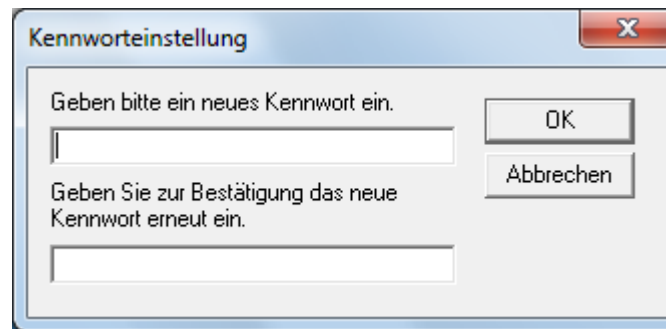 Kennworteinstellung
Geben bitte ein neues Kennwort ein.
OK
Abbrechen
Geben Sie zur Bestätigung das neue
Kennwort erneut ein.